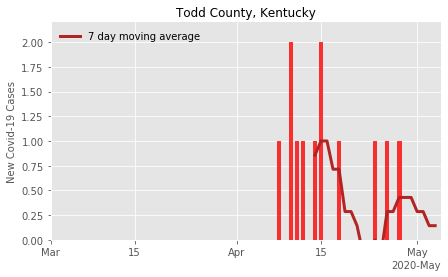 Todd County, Kentucky
7 day moving average
New Covid-19 Cases
2.00
1.75
1.50
1.25
1.00
0.75
0.50
0.25
0.00
Mar 15 Apr 15 May
2020-May